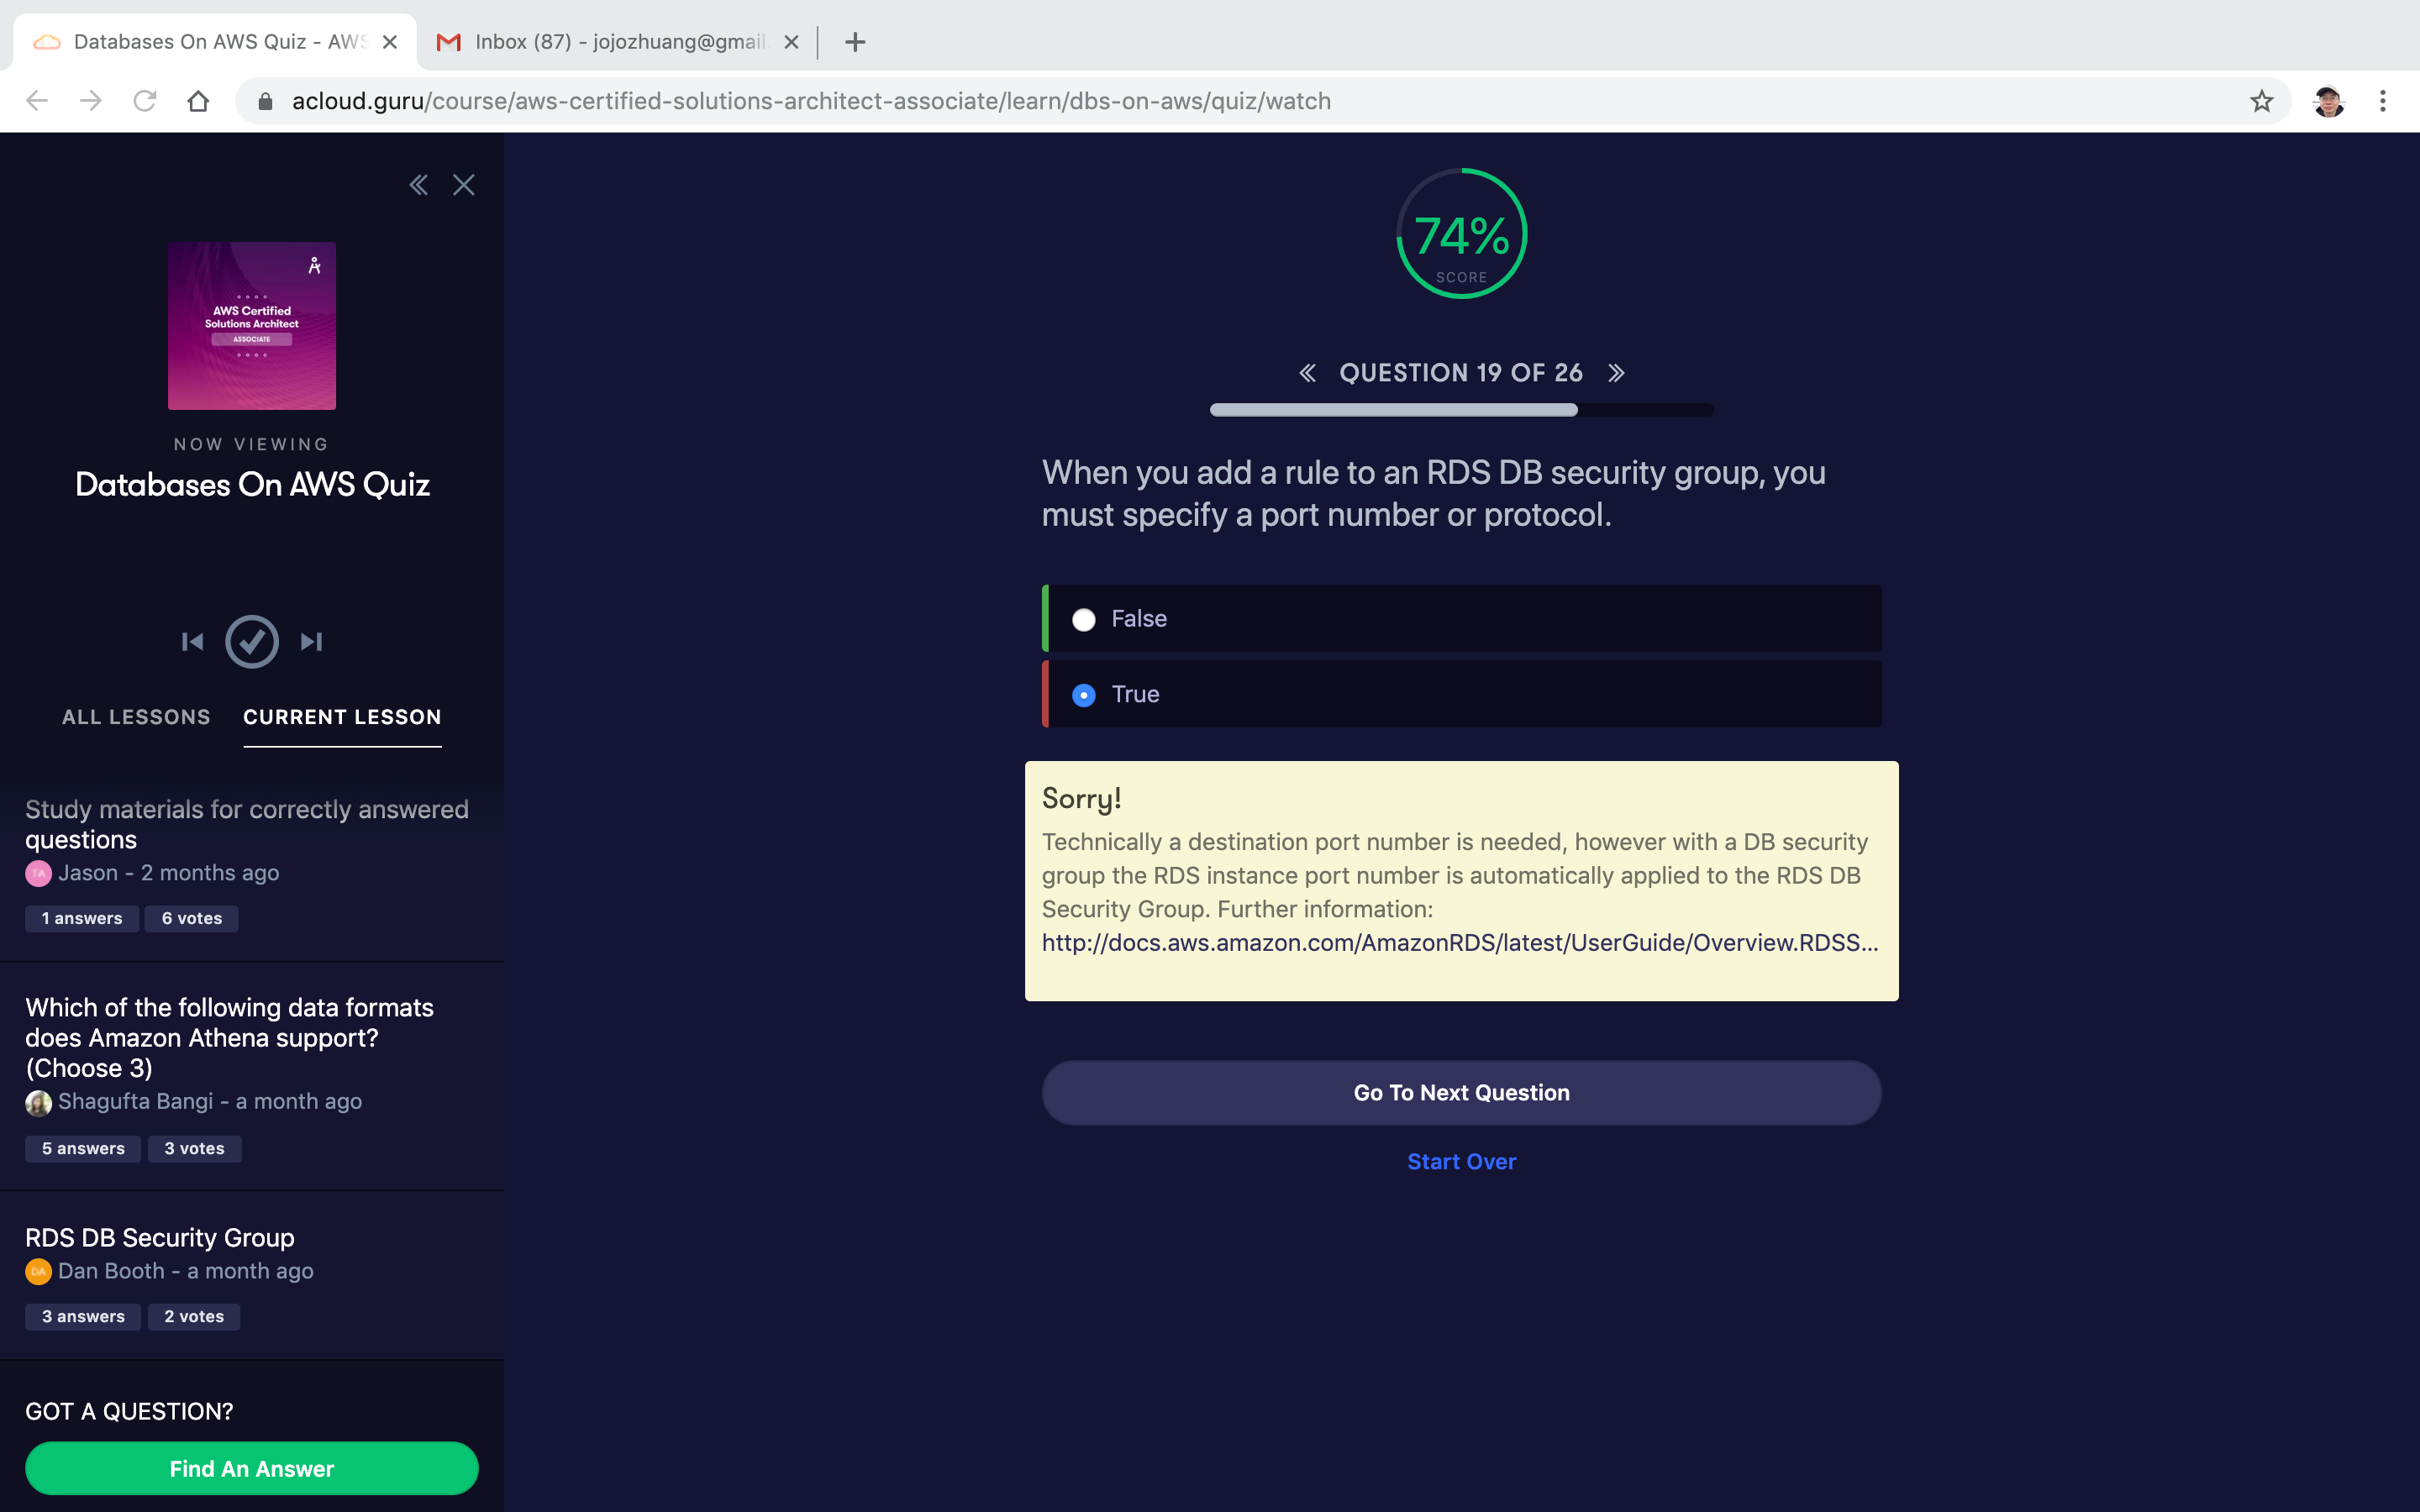 Databases On AWS Quiz - AWS
Inbox (87) - jojozhuang@gmail
acloud.guru/course/aws-certified-solutions-architect-associate/learn/dbs-on-aws/quiz/watch
AWS Certified
Solutions Architect
ASSOCIATE
NOW VIEWING
Databases On AWS Quiz
ALL LESSONS
CURRENT LESSON
Study materials for correctly answered
questions
TA
Jason - 2 months ago
1 answers
6 votes
Which of the following data formats
does Amazon Athena support?
(Choose 3)
Shagufta Bangi - a month ago
5 answers
3 votes
RDS DB Security Group
DA
Dan Booth - a month ago
3 answers
2 votes
GOT A QUESTION?
Find An Answer
74%
SCORE
QUESTION 19 OF 26
When you add a rule to an RDS DB security group, you
must specify a port number or protocol.
False
True
Sorry!
Technically a destination port number is needed, however with a DB security
group the RDS instance port number is automatically applied to the RDS DB
Security Group. Further information:
http://docs.aws.amazon.com/AmazonRDS/latest/UserGuide/Overview.RDSS...
Go To Next Question
Start Over